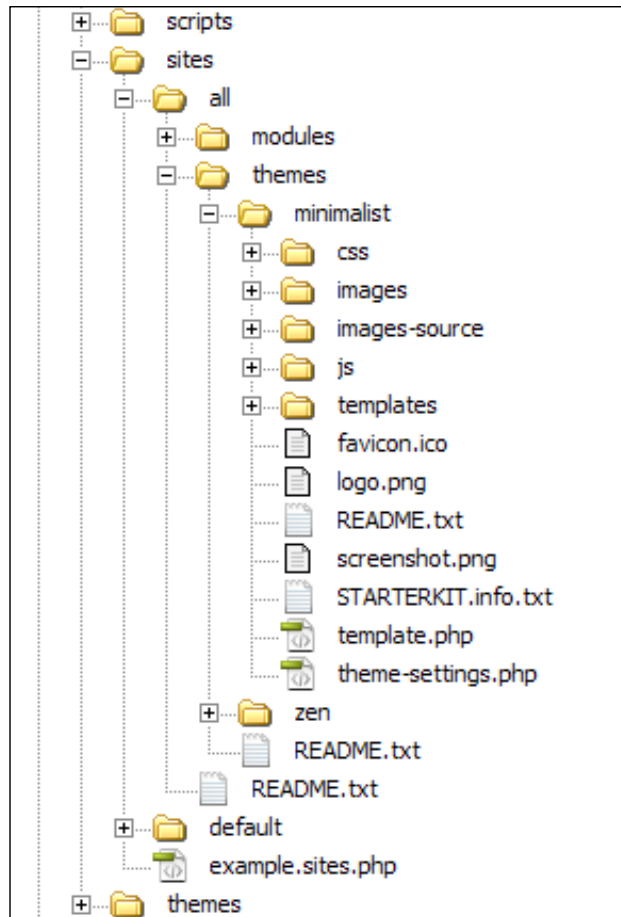 scripts
sites
all
modules
themes
minimalist
css
images
images-source
js
templates
favicon.ico
logo.png
README.txt
screenshot.png
STARTERKIT.info.txt
template.php
theme-settings.php
zen
README.txt
README.txt
default
example.sites.php
themes